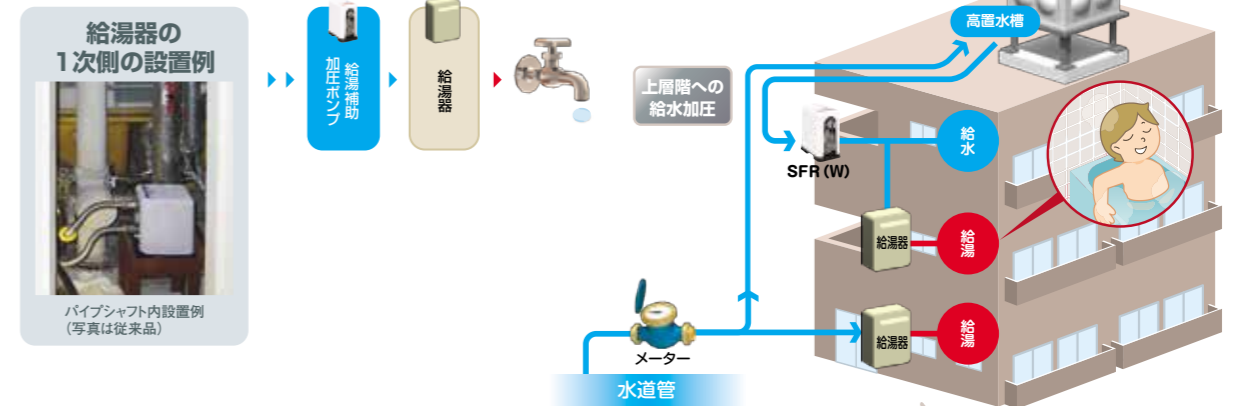 給湯器の
1次側の設置例
パイプシャフト内設置例
(写真は従来品)
給湯補助
加圧ポンプ
給湯器
上層階への
給水加圧
高置水槽
SFR(W)
給水
給湯器
給湯
給湯器
給湯
メーター
水道管